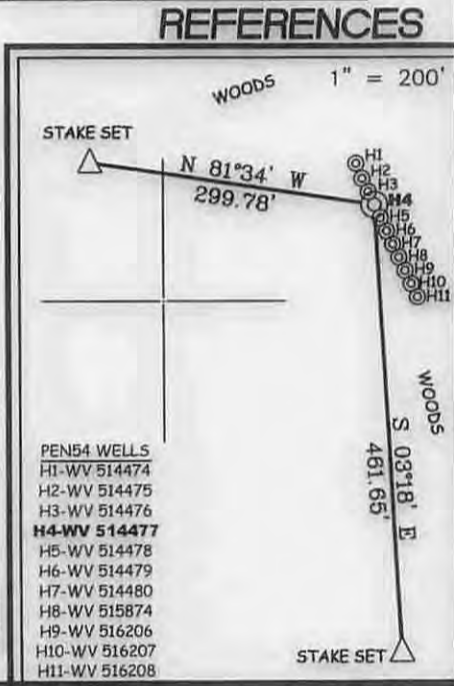 REFERENCES
WOODS
1" = 200'
STAKE SET
N 81°34' W
299.78'
H1
H2
H3
H4
H5
H6
H7
H8
H9
H10
H11
WOODS
S 03°18' E
461.65'
PEN54 WELLS
H1-WV 514474
H2-WV 514475
H3-WV 514476
H4-WV 514477
H5-WV 514478
H6-WV 514479
H7-WV 514480
H8-WV 515874
H9-WV 516206
H10-WV 516207
H11-WV 516208
STAKE SET